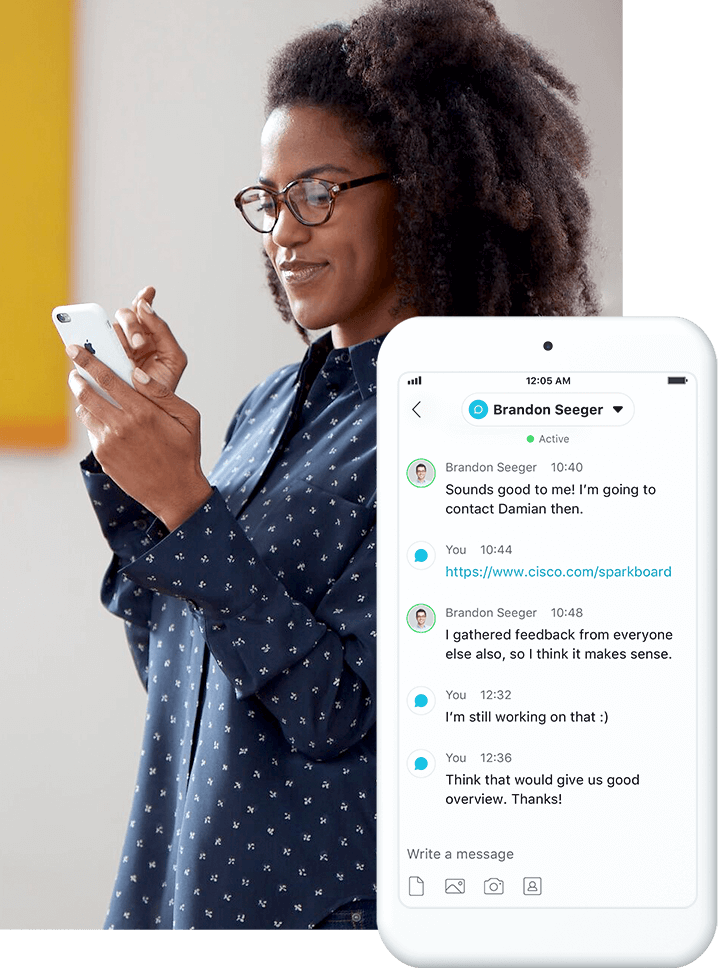 12:05 AM
Brandon Seeger
Active
Brandon Seeger 10:40
Sounds good to me! I’m going to
contact Damian then.
You 10:44
https://www.cisco.com/sparkboard
Brandon Seeger 10:48
I gathered feedback from everyone
else also, so I think it makes sense.
You 12:32
I’m still working on that :)
You 12:36
Think that would give us good
overview. Thanks!
Write a message